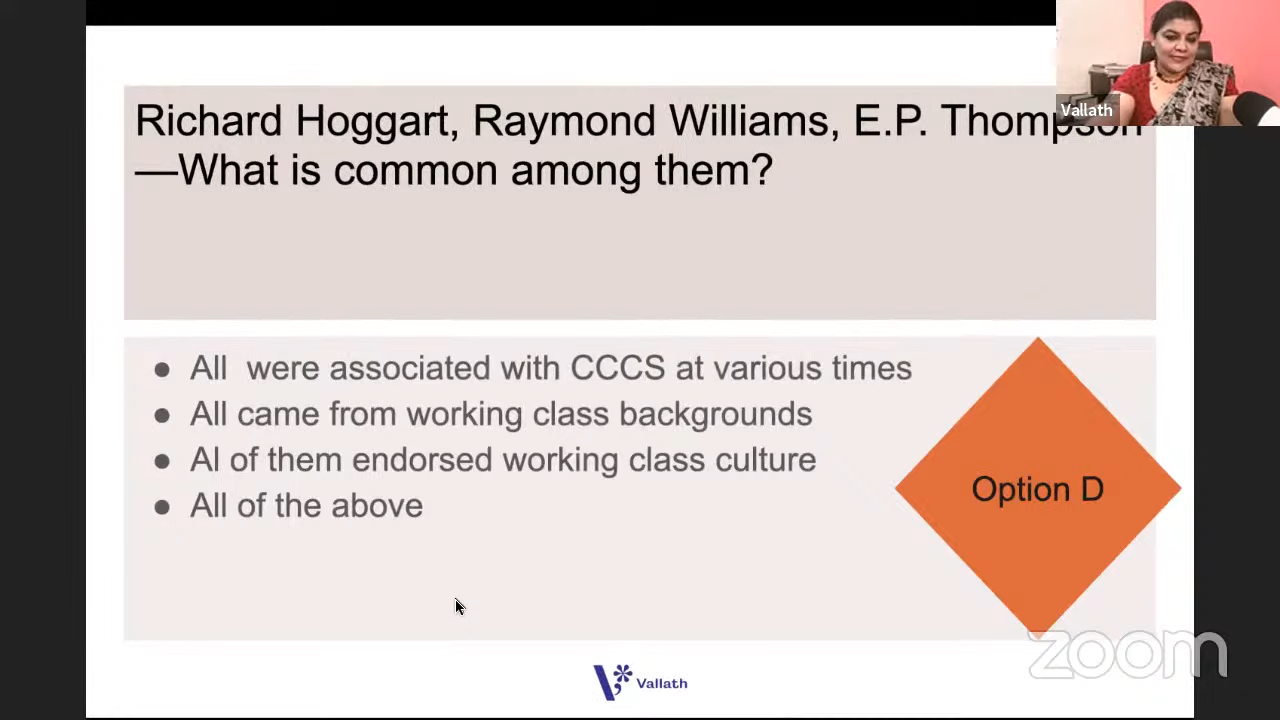 Richard Hoggart, Raymond Williams, E.P. Thompson
—What is common among them?
Vallath
● All were associated with CCCS at various times
● All came from working class backgrounds
● Al of them endorsed working class culture
● All of the above
Option D
zoom
Vallath